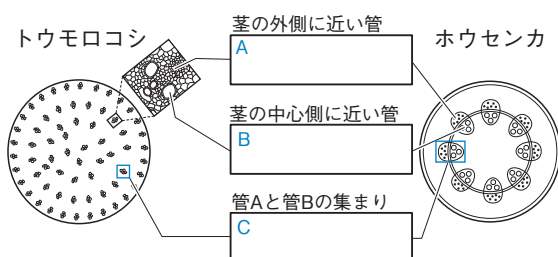 トウモロコシ
茎の外側に近い管
A
ホウセンカ
茎の中心側に近い管
B
管Aと管Bの集まり
C